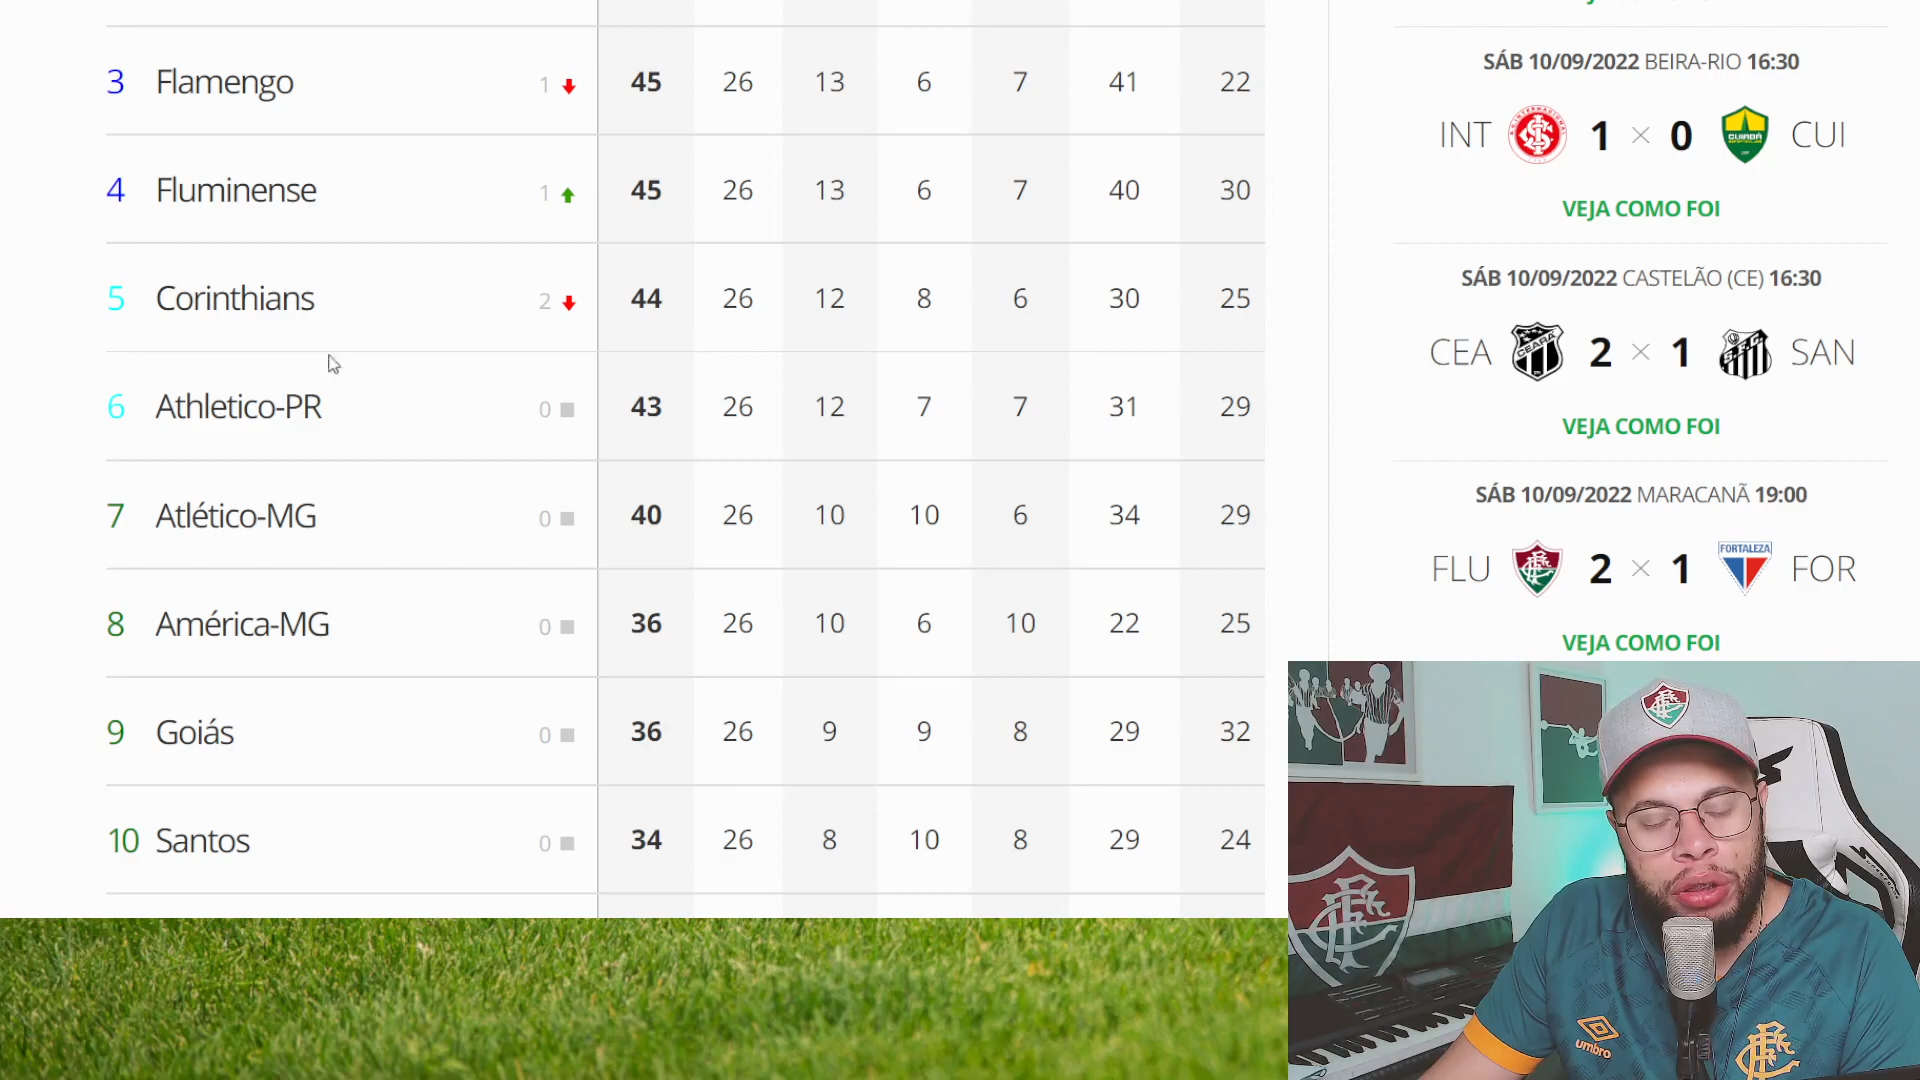 3 Flamengo 1 45 26 13 6 7 41 22
4 Fluminense 1 45 26 13 6 7 40 30
5 Corinthians 2 44 26 12 8 6 30 25
6 Athletico-PR 0 43 26 12 7 7 31 29
7 Atlético-MG 0 40 26 10 10 6 34 29
8 América-MG 0 36 26 10 6 10 22 25
9 Goiás 0 36 26 9 9 8 29 32
10 Santos 0 34 26 8 10 8 29 24
SÁB 10/09/2022 BEIRA-RIO 16:30
INT 1 × 0 CUIABÁ CUI
VEJA COMO FOI
SÁB 10/09/2022 CASTELÃO (CE) 16:30
CEA CEARÁ 2 × 1 SFC SAN
VEJA COMO FOI
SÁB 10/09/2022 MARACANÃ 19:00
FLU 2 × 1 FORTALEZA FOR
VEJA COMO FOI
umbro